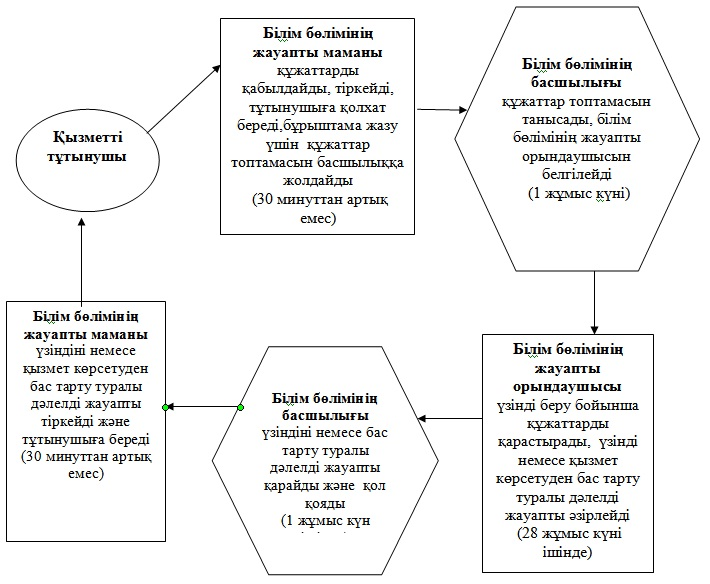 Қызметті
тұтынушы
Білім бөлімінің
жауапты маманы
құжаттарды
қабылдайды, тіркейді,
тұтынушыға қолхат
береді,бұрыштама жазу
үшін құжаттар
топтамасын басшылыққа
жолдайды
(30 минуттан артық
емес)
Білім бөлімінің
басшылығы
құжаттар топтамасын
танысады, білім
бөлімінің жауапты
орындаушысын
белгілейді
(1 жұмыс күні)
Білім бөлімінің
жауапты
орындаушысы
үзінді беру бойынша
құжаттарды
қарастырады, үзінді
немесе қызмет
көрсетуден бас тарту
туралы дәлелді
жауапты әзірлейді
(28 жұмыс күні
ішінде)
Білім бөлімінің
басшылығы
үзіндіні немесе бас
тарту туралы
дәлелді жауапты
қарайды және қол
қояды
(1 жұмыс күн
Білім бөлімінің
жауапты маманы
үзіндіні немесе
қызмет көрсетуден
бас тарту туралы
дәлелді жауапты
тіркейді және
тұтынушыға береді
(30 минуттан артық
емес)